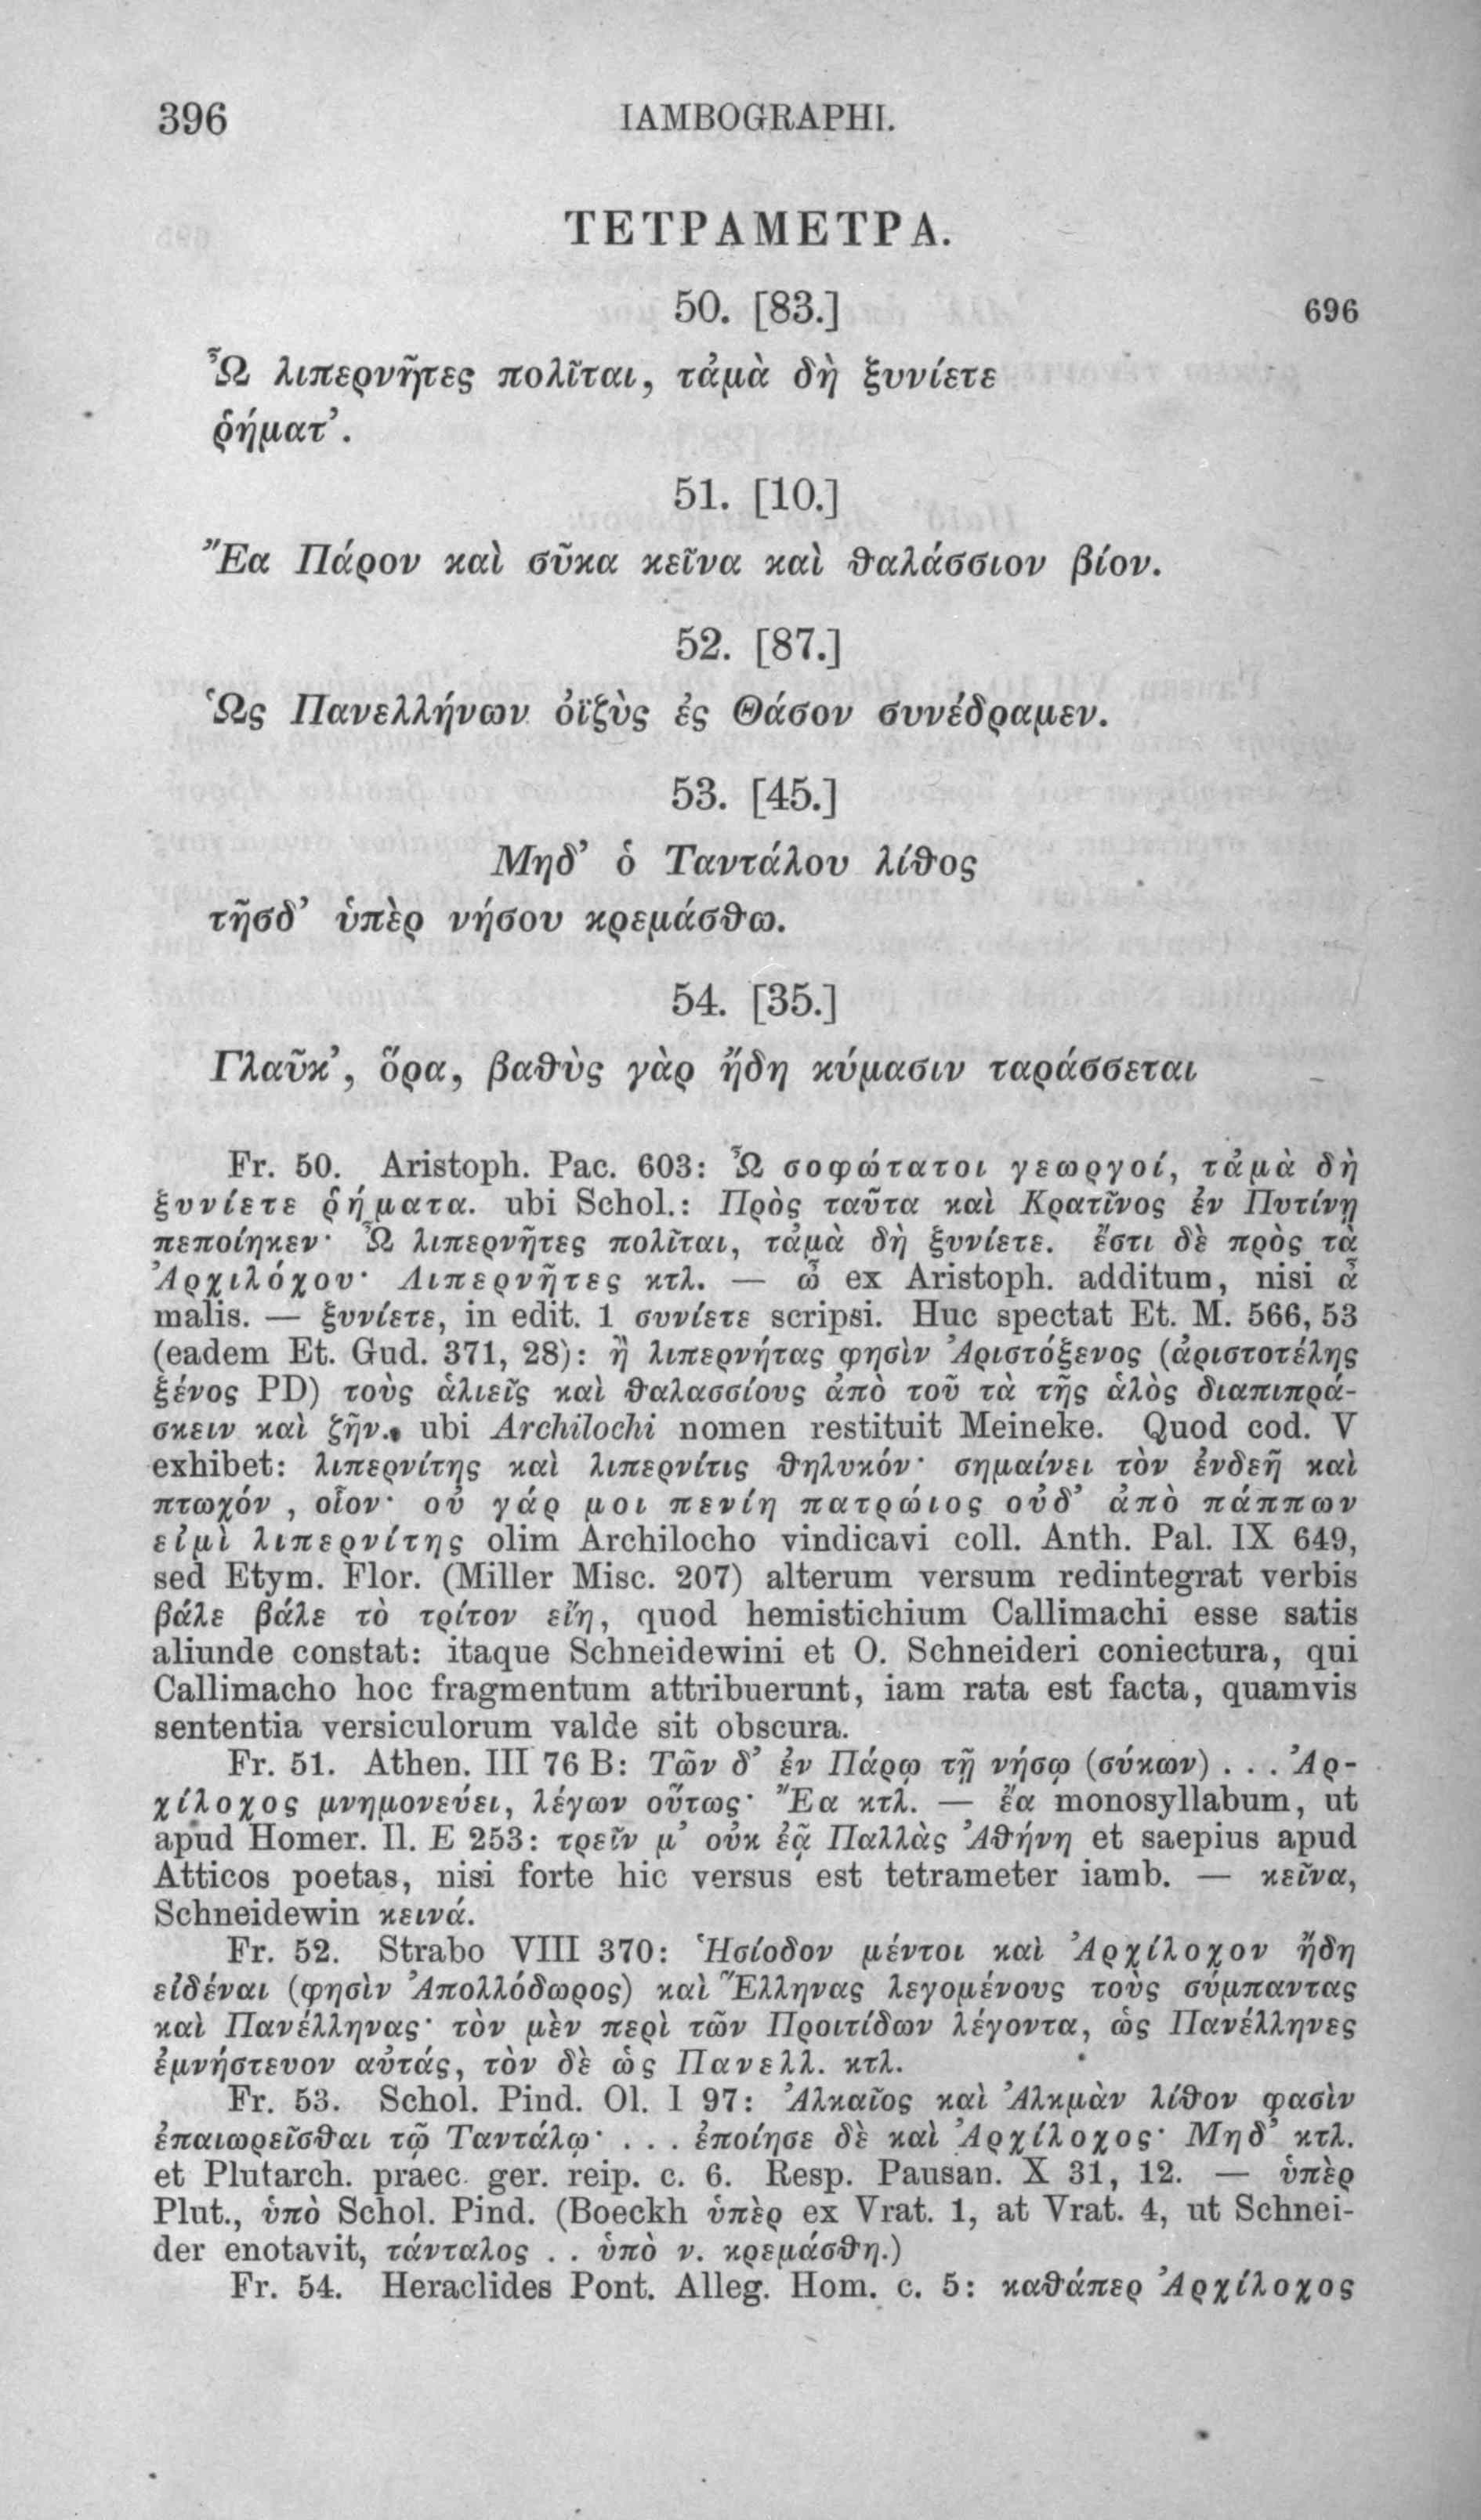 396 IAMBOGRAPHI.
ΤΕΤΡΑΜΕΤΡΑ.
50. [83.] 696
Ὦ λιπερνῆτες πολῖται, τἀμὰ δὴ ξυνίετε
ῥήματ᾽.
51. [10.]
Ἔα Πάρον καὶ σῦκα κεῖνα καὶ θαλάσσιον βίον.
52. [87.]
Ὡς Πανελλήνων ὀϊζὺς ἐς Θάσον συνέδραμεν.
53. [45.]
Μηδ᾽ ὁ Ταντάλου λίθος
τῆσδ᾽ ὑπὲρ νήσου κρεμάσθω.
54. [35.]
Γλαῦκ᾽, ὅρα, βαθὺς γὰρ ἤδη κύμασιν ταράσσεται
Fr. 50. Aristoph. Pac. 603: Ὦ σοφώτατοι γεωργοί, τἀμὰ δὴ
ξυνίετε ῥήματα. ubi Schol.: Πρὸς ταῦτα καὶ Κρατῖνος ἐν Πυτίνῃ
πεποίηκεν· Ὦ λιπερνῆτες πολῖται, τἀμὰ δὴ ξυνίετε. ἔστι δὲ πρὸς τὰ
Ἀρχιλόχου· Λιπερνῆτες κτλ. — ὦ ex Aristoph. additum, nisi ἆ
malis. — ξυνίετε, in edit. 1 συνίετε scripsi. Huc spectat Et. M. 566, 53
(eadem Et. Gud. 371, 28): ἢ λιπερνήτας φησὶν Ἀριστόξενος (ἀριστοτέλης
ξένος PD) τοὺς ἁλιεῖς καὶ θαλασσίους ἀπὸ τοῦ τὰ τῆς ἁλὸς διαπιπρά-
σκειν καὶ ζῆν., ubi Archilochi nomen restituit Meineke. Quod cod. V
exhibet: λιπερνίτης καὶ λιπερνίτις θηλυκόν· σημαίνει τὸν ἐνδεῆ καὶ
πτωχόν, οἷον· οὐ γάρ μοι πενίη πατρώιος οὐδ᾽ ἀπὸ πάππων
εἰμὶ λιπερνίτης olim Archilocho vindicavi coll. Anth. Pal. IX 649,
sed Etym. Flor. (Miller Misc. 207) alterum versum redintegrat verbis
βάλε βάλε τὸ τρίτον εἴη, quod hemistichium Callimachi esse satis
aliunde constat: itaque Schneidewini et O. Schneideri coniectura, qui
Callimacho hoc fragmentum attribuerunt, iam rata est facta, quamvis
sententia versiculorum valde sit obscura.
Fr. 51. Athen. III 76 B: Τῶν δ᾽ ἐν Πάρῳ τῇ νήσῳ (σύκων) . . . Ἀρ-
χίλοχος μνημονεύει, λέγων οὕτως· Ἔα κτλ. — ἔα monosyllabum, ut
apud Homer. Il. E 253: τρεῖν μ᾽ οὐκ ἐᾷ Παλλὰς Ἀθήνη et saepius apud
Atticos poetas, nisi forte hic versus est tetrameter iamb. — κεῖνα,
Schneidewin κεινά.
Fr. 52. Strabo VIII 370: Ἡσίοδον μέντοι καὶ Ἀρχίλοχον ἤδη
εἰδέναι (φησὶν Ἀπολλόδωρος) καὶ Ἕλληνας λεγομένους τοὺς σύμπαντας
καὶ Πανέλληνας· τὸν μὲν περὶ τῶν Προιτίδων λέγοντα, ὡς Πανέλληνες
ἐμνήστευον αὐτάς, τὸν δὲ ὡς Πανελλ. κτλ.
Fr. 53. Schol. Pind. Ol. I 97: Ἀλκαῖος καὶ Ἀλκμὰν λίθον φασὶν
ἐπαιωρεῖσθαι τῷ Ταντάλῳ· . . . ἐποίησε δὲ καὶ Ἀρχίλοχος· Μηδ᾽ κτλ.
et Plutarch. praec. ger. reip. c. 6. Resp. Pausan. X 31, 12. — ὑπὲρ
Plut., ὑπὸ Schol. Pind. (Boeckh ὑπὲρ ex Vrat. 1, at Vrat. 4, ut Schnei-
der enotavit, τάνταλος . . ὑπὸ ν. κρεμάσθη.)
Fr. 54. Heraclides Pont. Alleg. Hom. c. 5: καθάπερ Ἀρχίλοχος